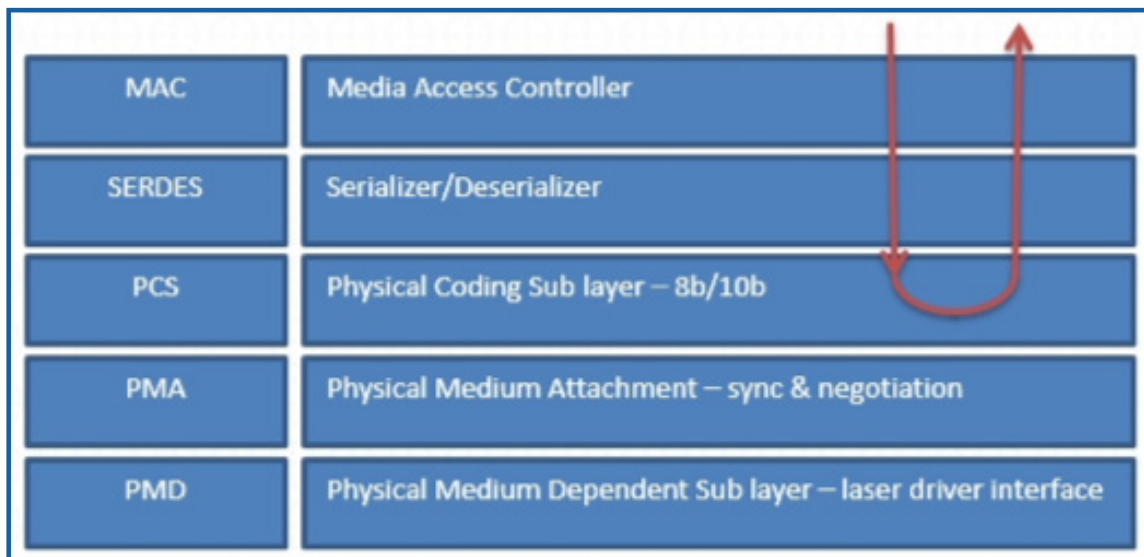 MAC Media Access Controller
SERDES Serializer/Deserializer
PCS Physical Coding Sub layer – 8b/10b
PMA Physical Medium Attachment – sync & negotiation
PMD Physical Medium Dependent Sub layer – laser driver interface